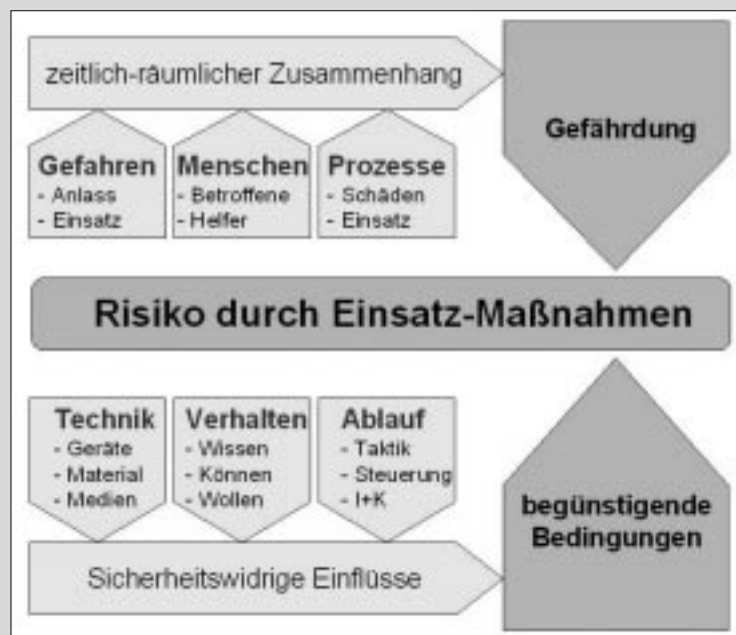 zeitlich-räumlicher Zusammenhang
Gefährdung
Gefahren
- Anlass
- Einsatz
Menschen
- Betroffene
- Helfer
Prozesse
- Schäden
- Einsatz
Risiko durch Einsatz-Maßnahmen
Technik
- Geräte
- Material
- Medien
Verhalten
- Wissen
- Können
- Wollen
Ablauf
- Taktik
- Steuerung
- I+K
begünstigende
Bedingungen
Sicherheitswidrige Einflüsse